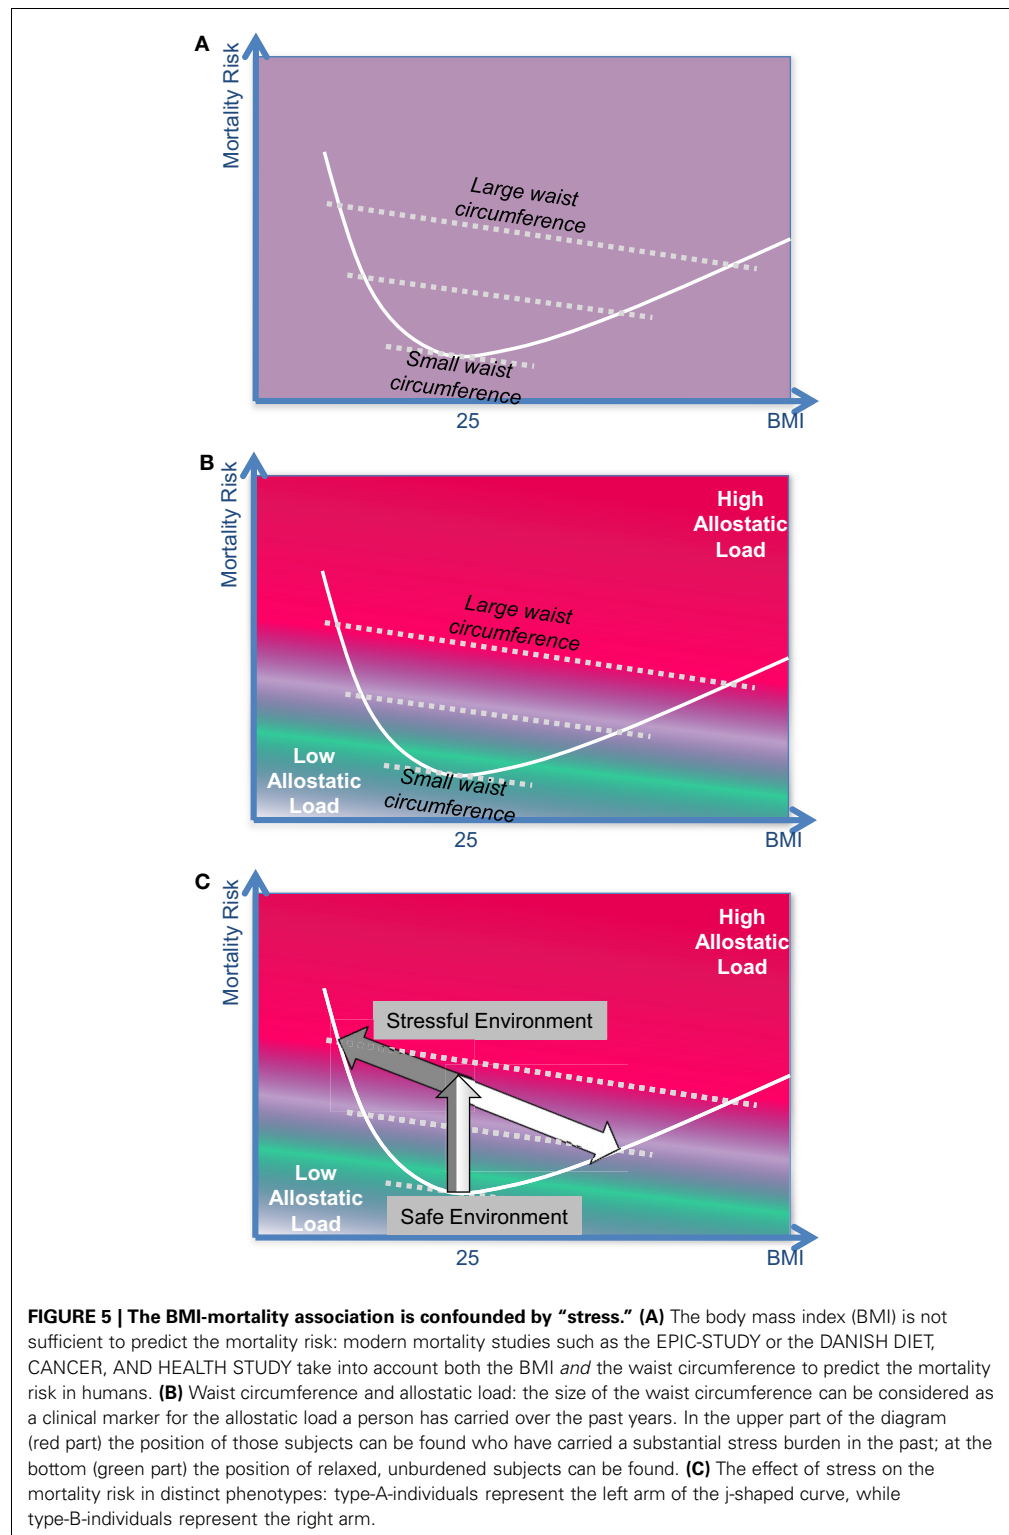 A
Mortality Risk
Large waist
circumference
Small waist
circumference
25
BMI
B
Mortality Risk
High
Allostatic
Load
Large waist
circumference
Low
Allostatic
Load
Small waist
circumference
25
BMI
C
Mortality Risk
High
Allostatic
Load
Stressful Environment
Low
Allostatic
Load
Safe Environment
25
BMI
FIGURE 5 | The BMI-mortality association is confounded by “stress.” (A) The body mass index (BMI) is not
sufficient to predict the mortality risk: modern mortality studies such as the EPIC-STUDY or the DANISH DIET,
CANCER, AND HEALTH STUDY take into account both the BMI and the waist circumference to predict the mortality
risk in humans. (B) Waist circumference and allostatic load: the size of the waist circumference can be considered as
a clinical marker for the allostatic load a person has carried over the past years. In the upper part of the diagram
(red part) the position of those subjects can be found who have carried a substantial stress burden in the past; at the
bottom (green part) the position of relaxed, unburdened subjects can be found. (C) The effect of stress on the
mortality risk in distinct phenotypes: type-A-individuals represent the left arm of the j-shaped curve, while
type-B-individuals represent the right arm.